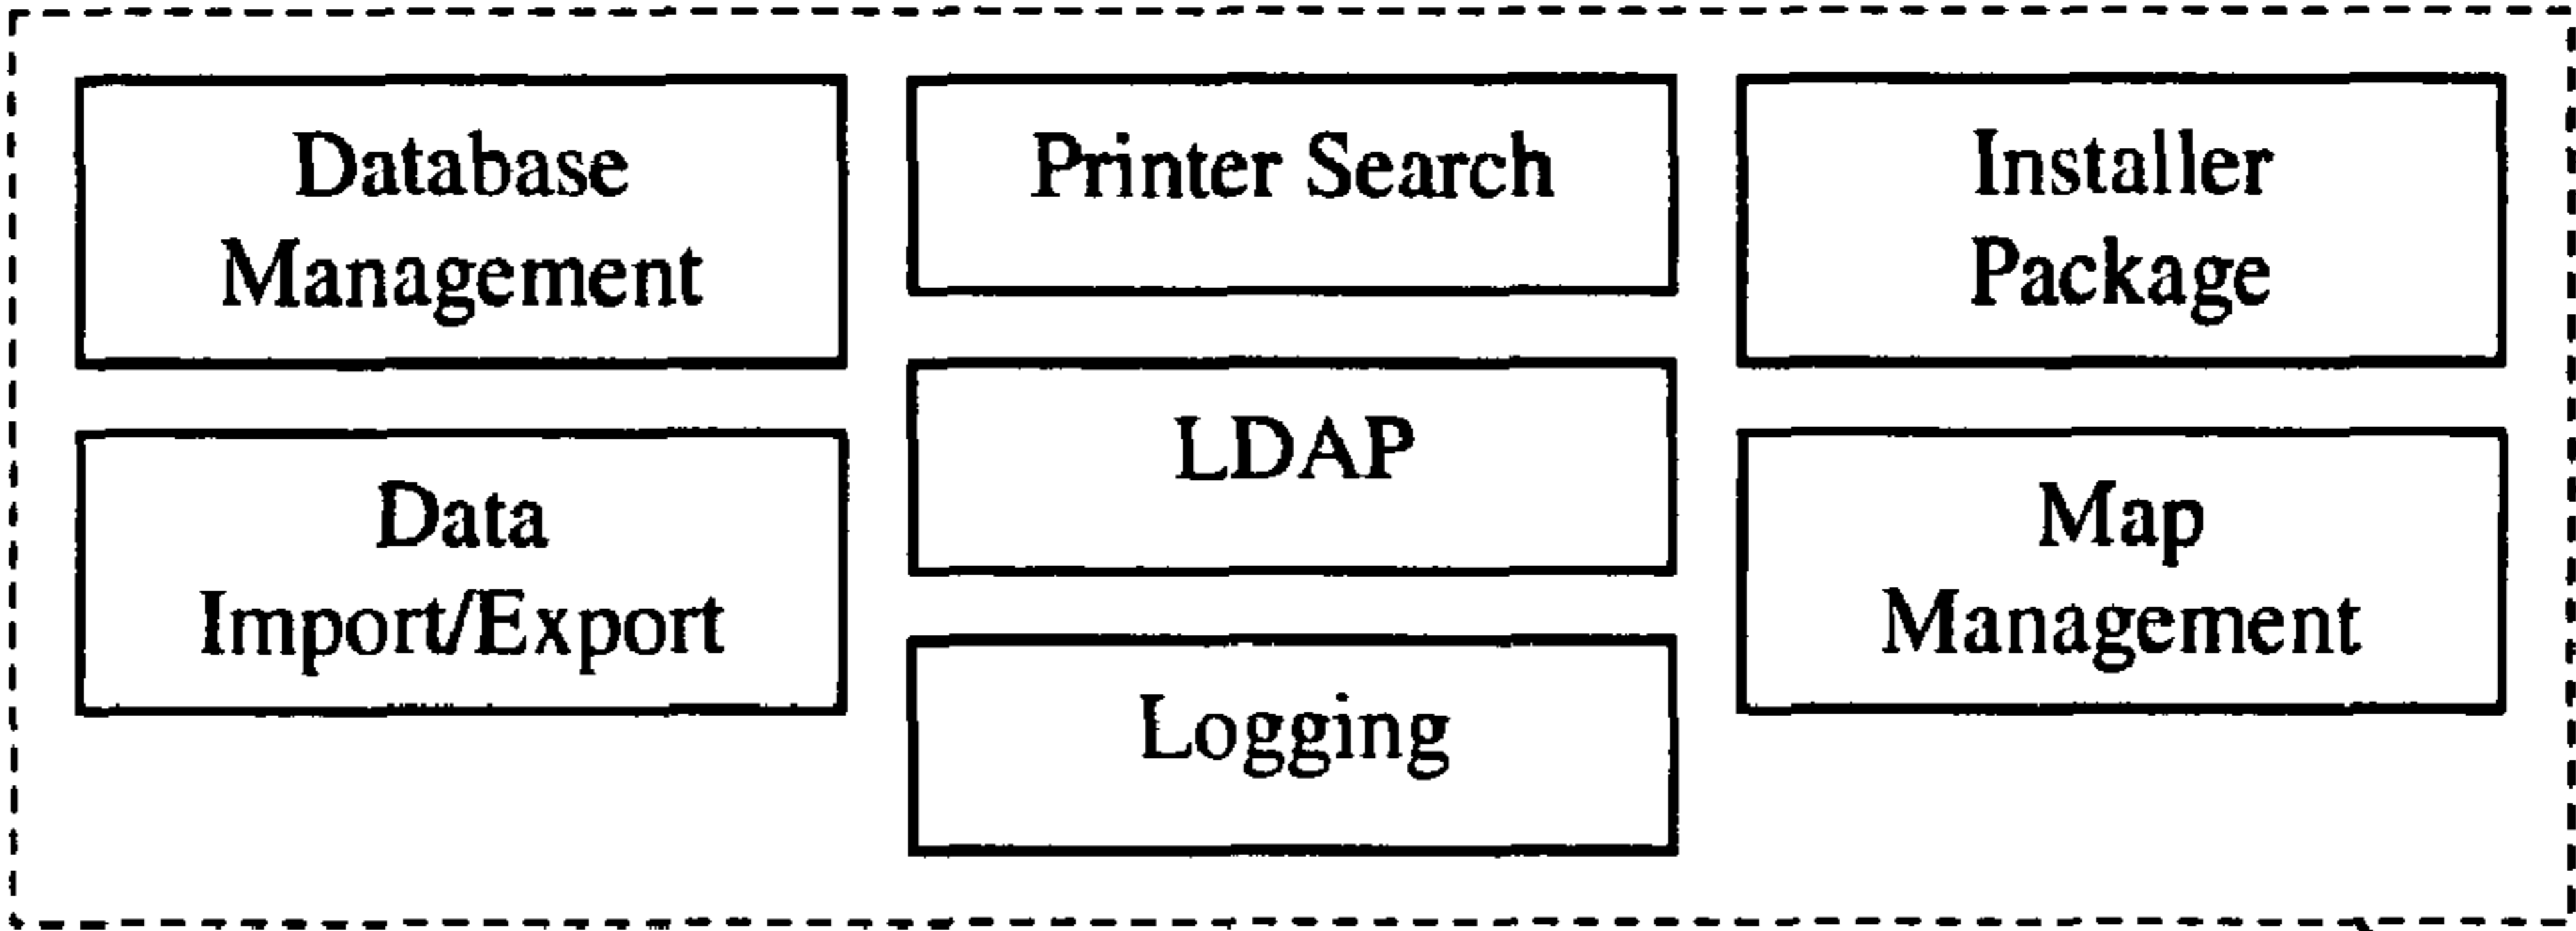 Database
Management
Printer Search
Installer
Package
Data
Import/Export
LDAP
Map
Management
Logging